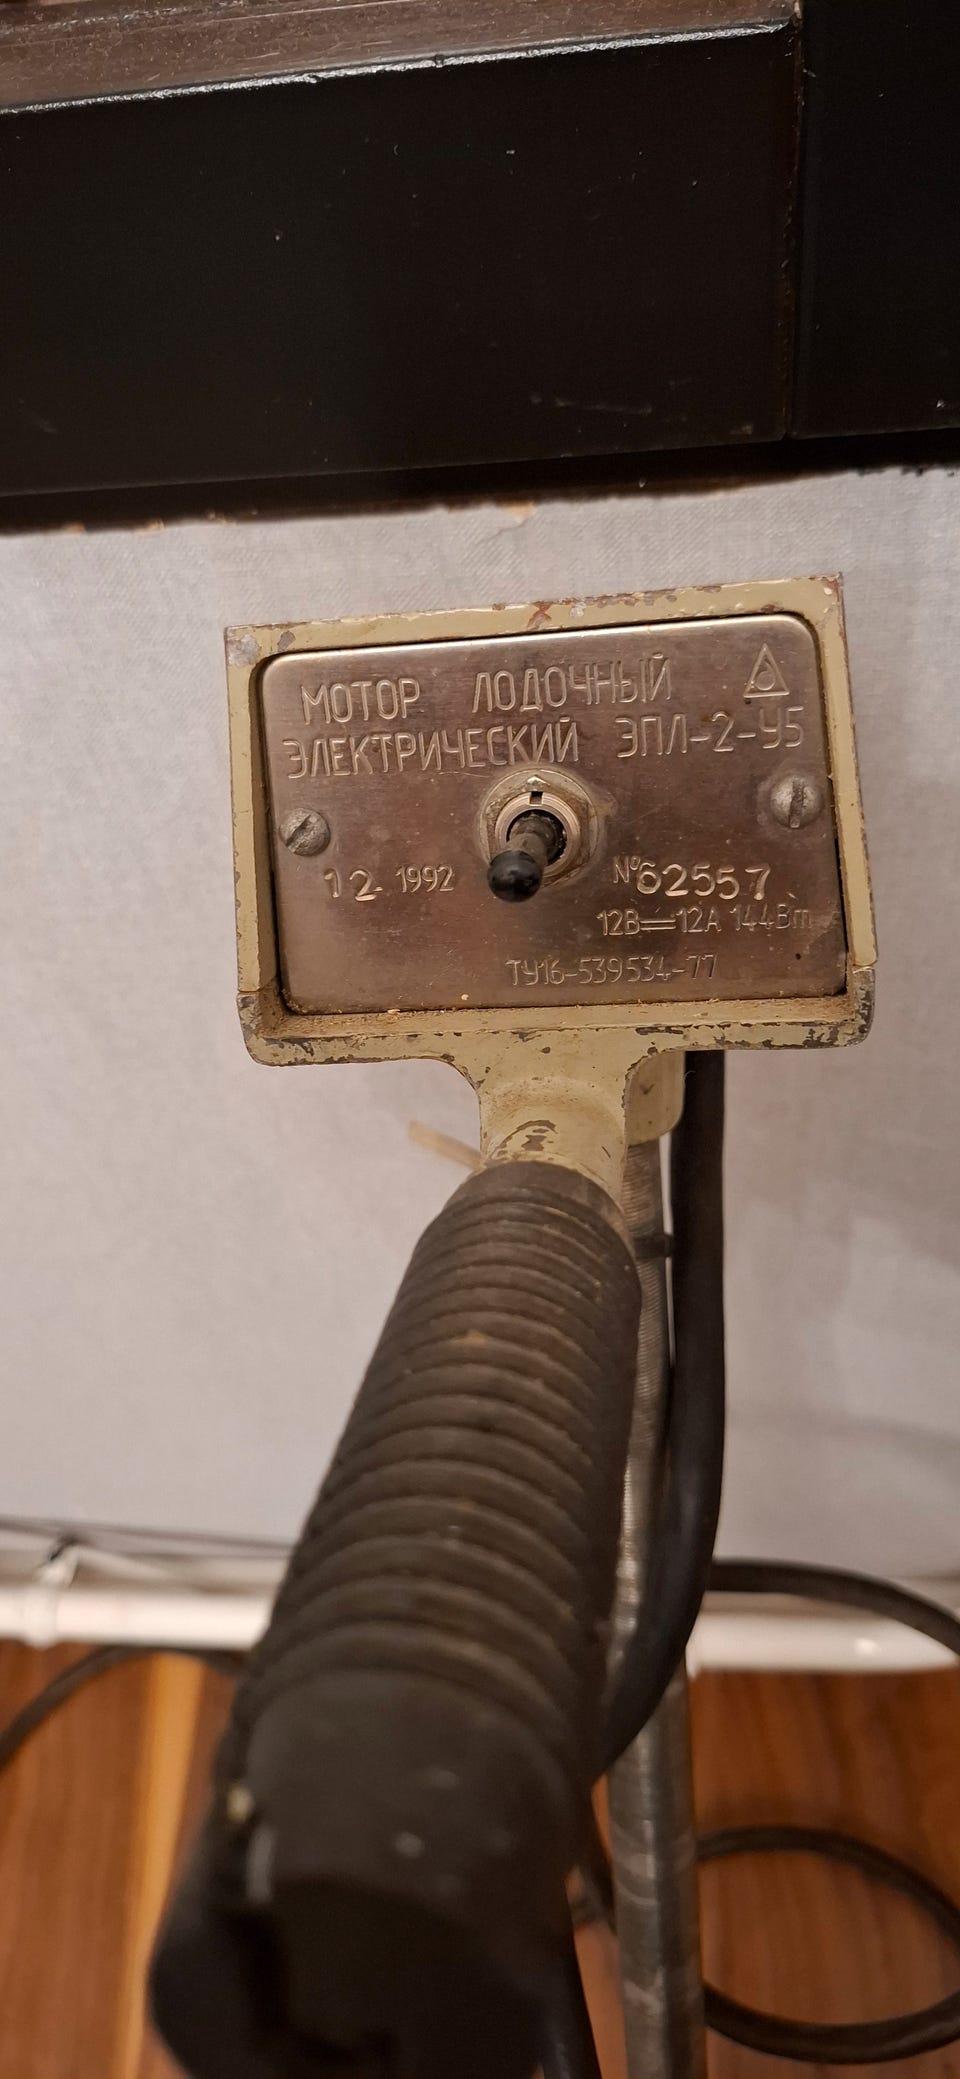 МОТОР ЛОДОЧНЫЙ
ЭЛЕКТРИЧЕСКИЙ ЭПЛ-2-У5
12 1992 №62557
12В=12А 144Вт
ТУ16-539534-77